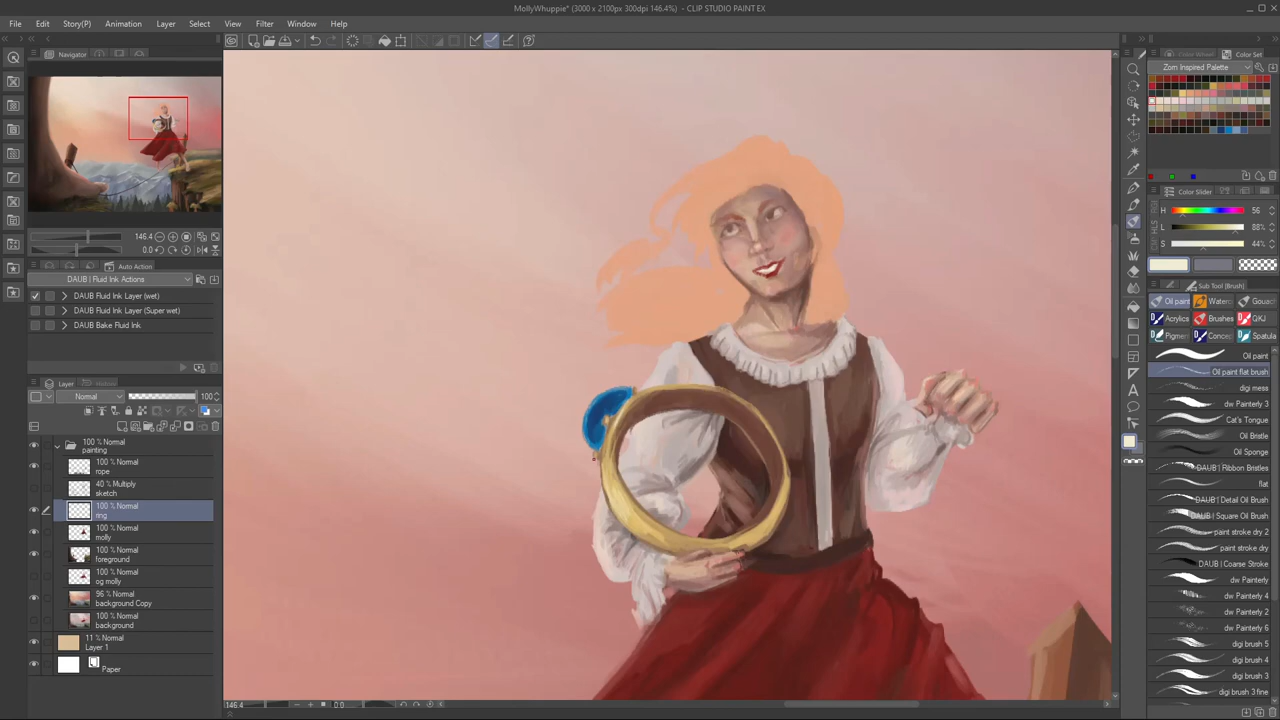 MollyWhuppie* (3000 x 2100px 300dpi 146.4%) - CLIP STUDIO PAINT EX
File Edit Story(P) Animation Layer Select View Filter Window Help
Navigator
146.4
0.0
Auto Action
DAUB | Fluid Ink Actions
DAUB Fluid Ink Layer (wet)
DAUB Fluid Ink Layer (Super wet)
DAUB Bake Fluid Ink
Layer
Normal 100
100 % Normal
painting
100 % Normal
rope
40 % Multiply
sketch
100 % Normal
ring
100 % Normal
molly
100 % Normal
foreground
100 % Normal
og molly
96 % Normal
background Copy
100 % Normal
background
11 % Normal
Layer 1
Paper
146.4 0.0
Color Wheel Color Set
Zorn Inspired Palette
Color Slider
H 56
L 88%
S 44%
HLS
Sub Tool [Brush]
Oil paint Waterc Gouac
Acrylics Brushes QKJ
Pigmen Concep Spatula
Oil paint
Oil paint flat brush
digi mess
dw Painterly 3
Cat's Tongue
Oil Bristle
Oil Sponge
DAUB | Ribbon Bristles
flat
DAUB | Detail Oil Brush
DAUB | Square Oil Brush
paint stroke dry 2
paint stroke dry
DAUB | Coarse Stroke
dw Painterly
dw Painterly 4
dw Painterly 2
dw Painterly 6
digi brush 5
digi brush 4
digi brush 3
digi brush 3 fine